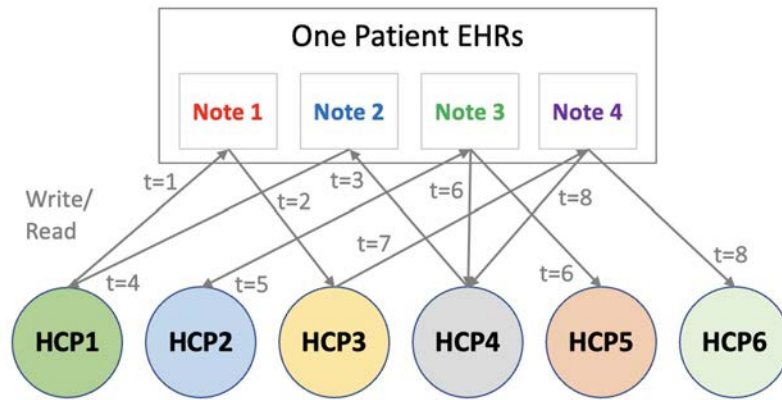 One Patient EHRs
Note 1 Note 2 Note 3 Note 4
Write/
Read
t=1 t=2 t=3 t=6 t=7 t=8
t=4 t=5 t=6 t=8
HCP1 HCP2 HCP3 HCP4 HCP5 HCP6